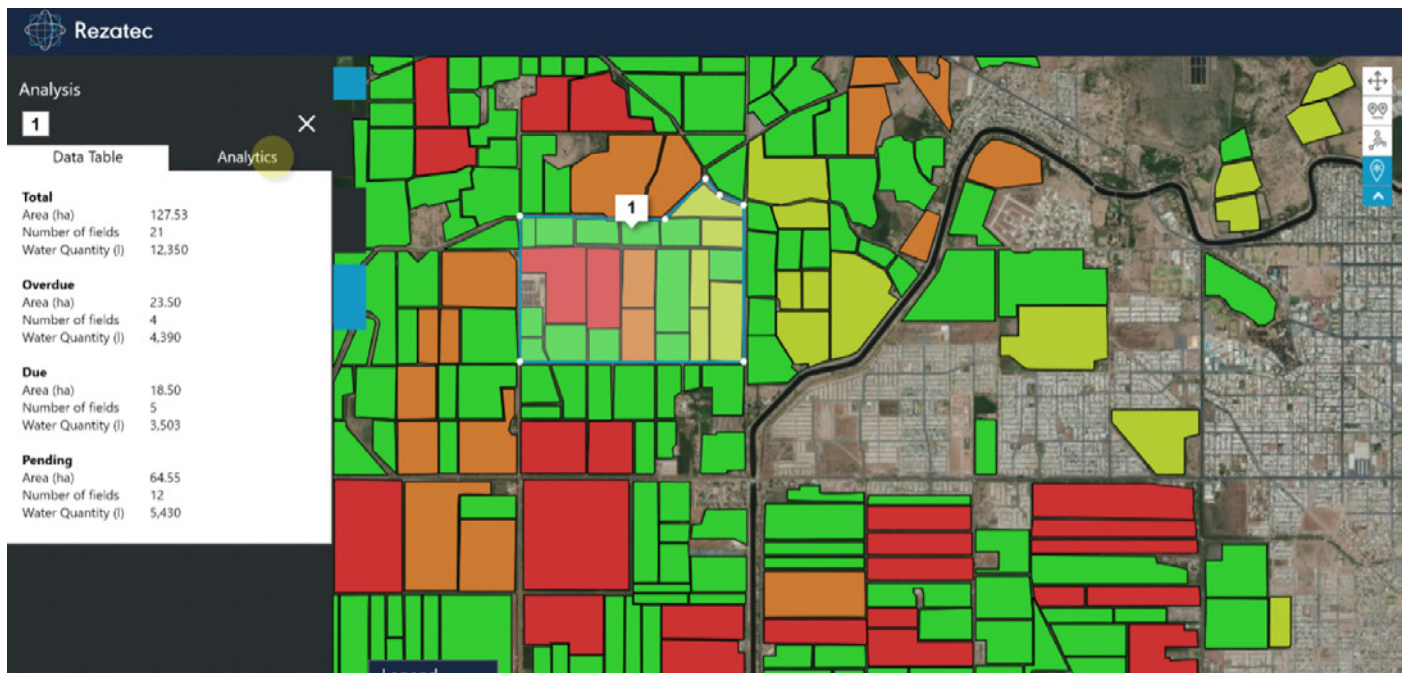 Rezatec
Analysis
1
Data Table Analytics
Total
Area (ha) 127.53
Number of fields 21
Water Quantity (l) 12,350
Overdue
Area (ha) 23.50
Number of fields 4
Water Quantity (l) 4,390
Due
Area (ha) 18.50
Number of fields 5
Water Quantity (l) 3,503
Pending
Area (ha) 64.55
Number of fields 12
Water Quantity (l) 5,430
1
Legend